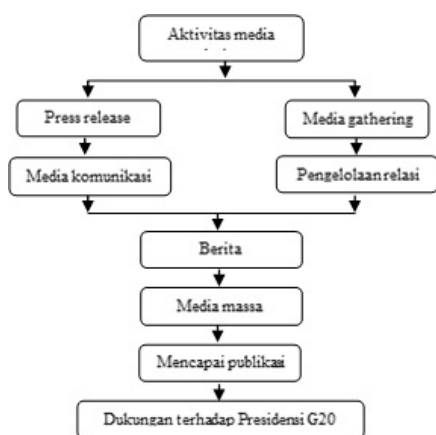 Aktivitas media
Press release
Media gathering
Media komunikasi
Pengelolaan relasi
Berita
Media massa
Mencapai publikasi
Dukungan terhadap Presidensi G20